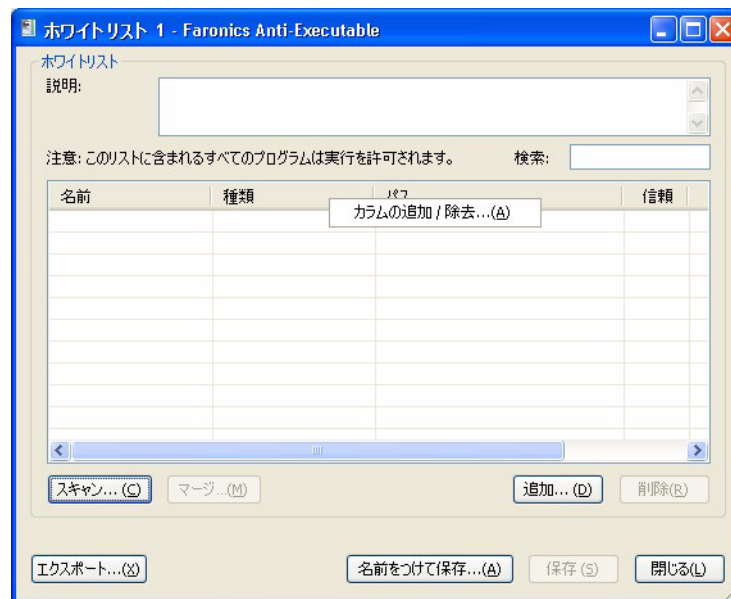 ホワイトリスト 1 - Faronics Anti-Executable
ホワイトリスト
説明:
注意: このリストに含まれるすべてのプログラムは実行を許可されます。 検索:
名前 種類 パス 信頼
カラムの追加 / 除去...(A)
スキャン... (C) マージ...(M) 追加... (D) 削除(R)
エクスポート...(X) 名前をつけて保存...(A) 保存 (S) 閉じる(L)